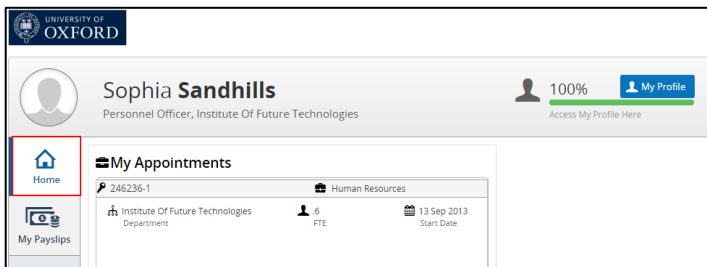 UNIVERSITY OF
OXFORD
Sophia Sandhills
Personnel Officer, Institute Of Future Technologies
100%
My Profile
Access My Profile Here
Home
My Payslips
My Appointments
246236-1 Human Resources
Institute Of Future Technologies .6 13 Sep 2013
Department FTE Start Date